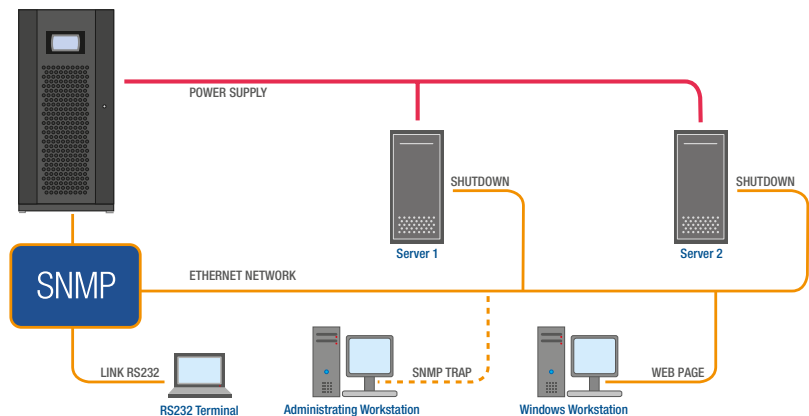 POWER SUPPLY
SHUTDOWN
SHUTDOWN
Server 1
Server 2
SNMP
ETHERNET NETWORK
LINK RS232
SNMP TRAP
WEB PAGE
RS232 Terminal
Administrating Workstation
Windows Workstation